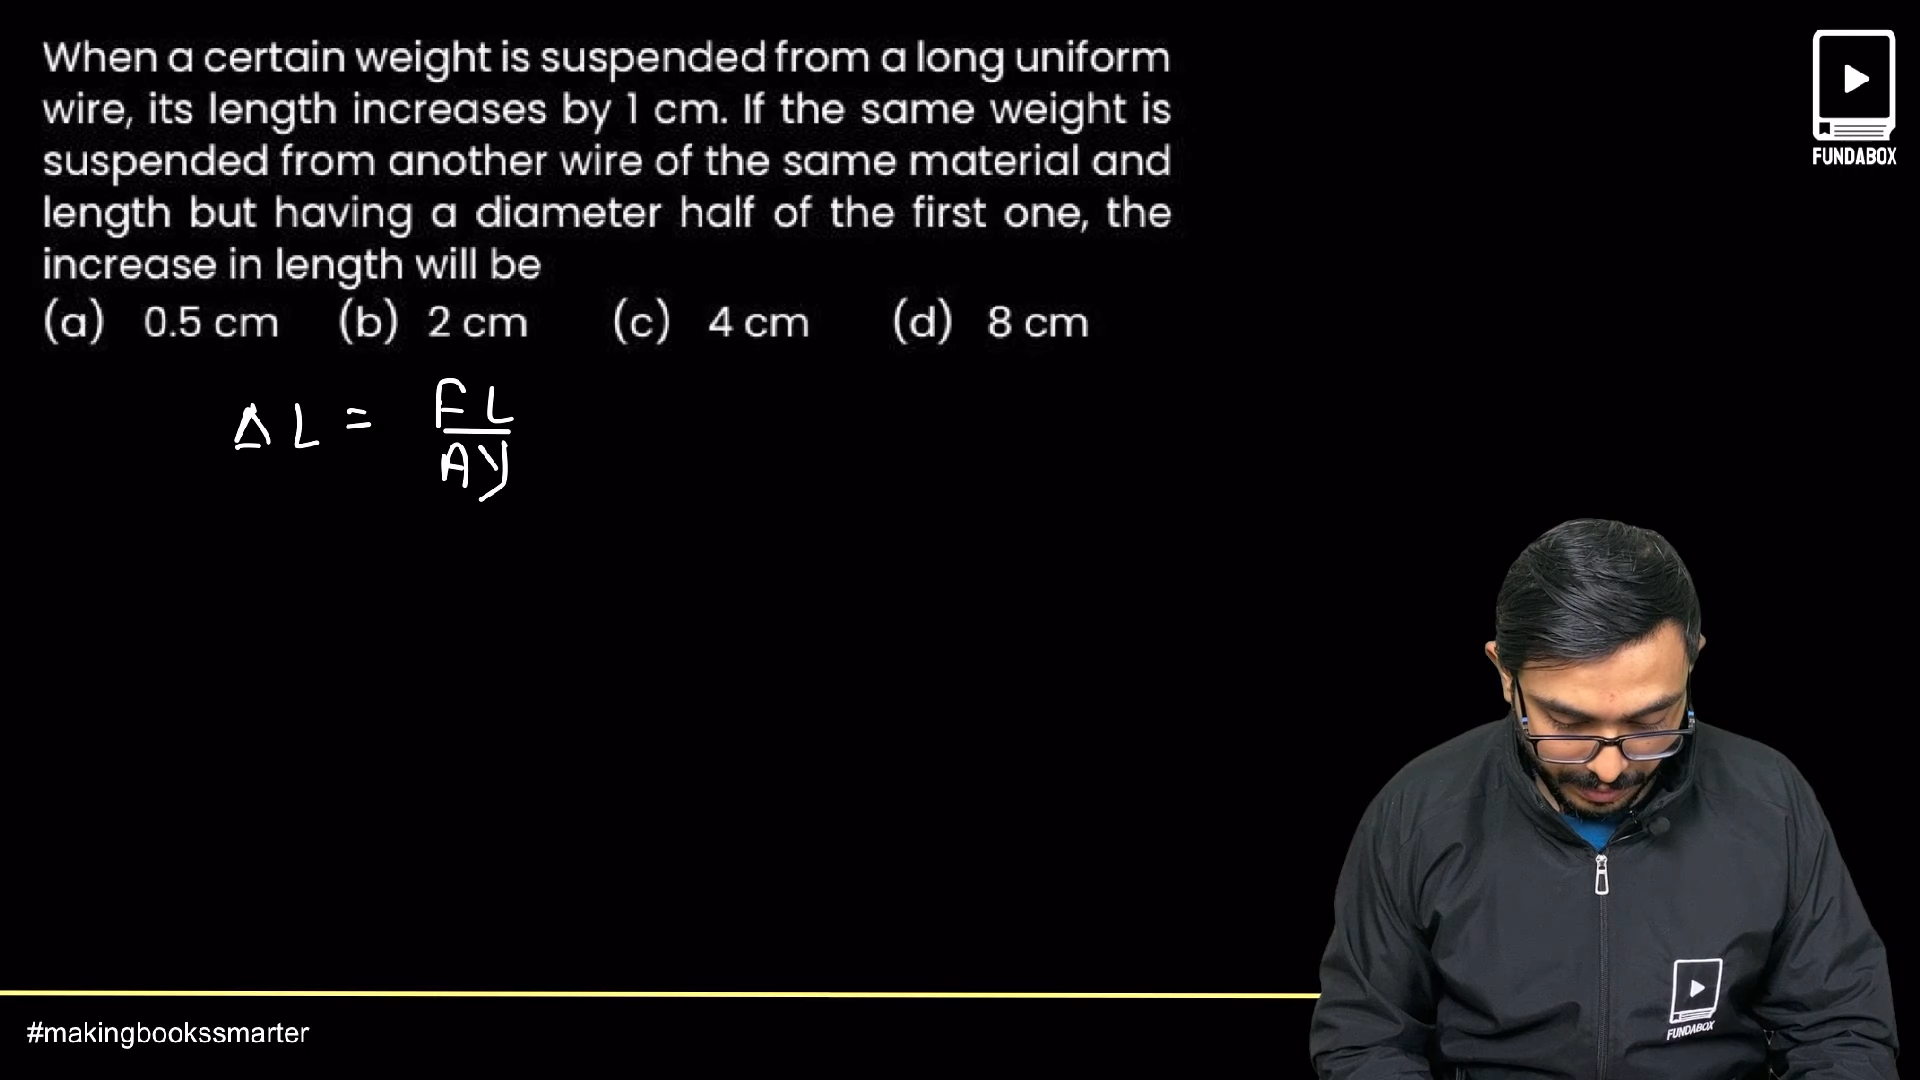 When a certain weight is suspended from a long uniform
wire, its length increases by 1 cm. If the same weight is
suspended from another wire of the same material and
length but having a diameter half of the first one, the
increase in length will be
(a) 0.5 cm (b) 2 cm (c) 4 cm (d) 8 cm
FUNDABOX
Δ L = FL
AY
FUNDABOX
#makingbookssmarter